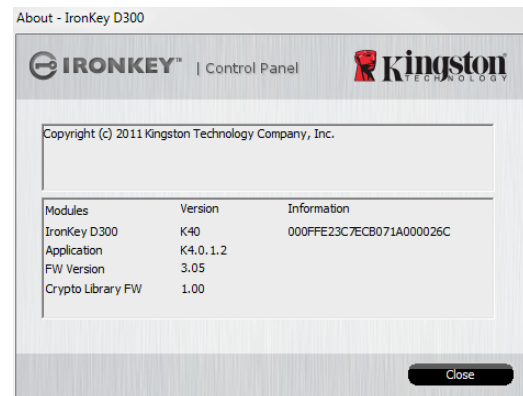 About - IronKey D300
IRONKEY™ | Control Panel
Kingston
TECHNOLOGY
Copyright (c) 2011 Kingston Technology Company, Inc.
Modules Version Information
IronKey D300 K40 000FFE23C7ECB071A000026C
Application K4.0.1.2
FW Version 3.05
Crypto Library FW 1.00
Close